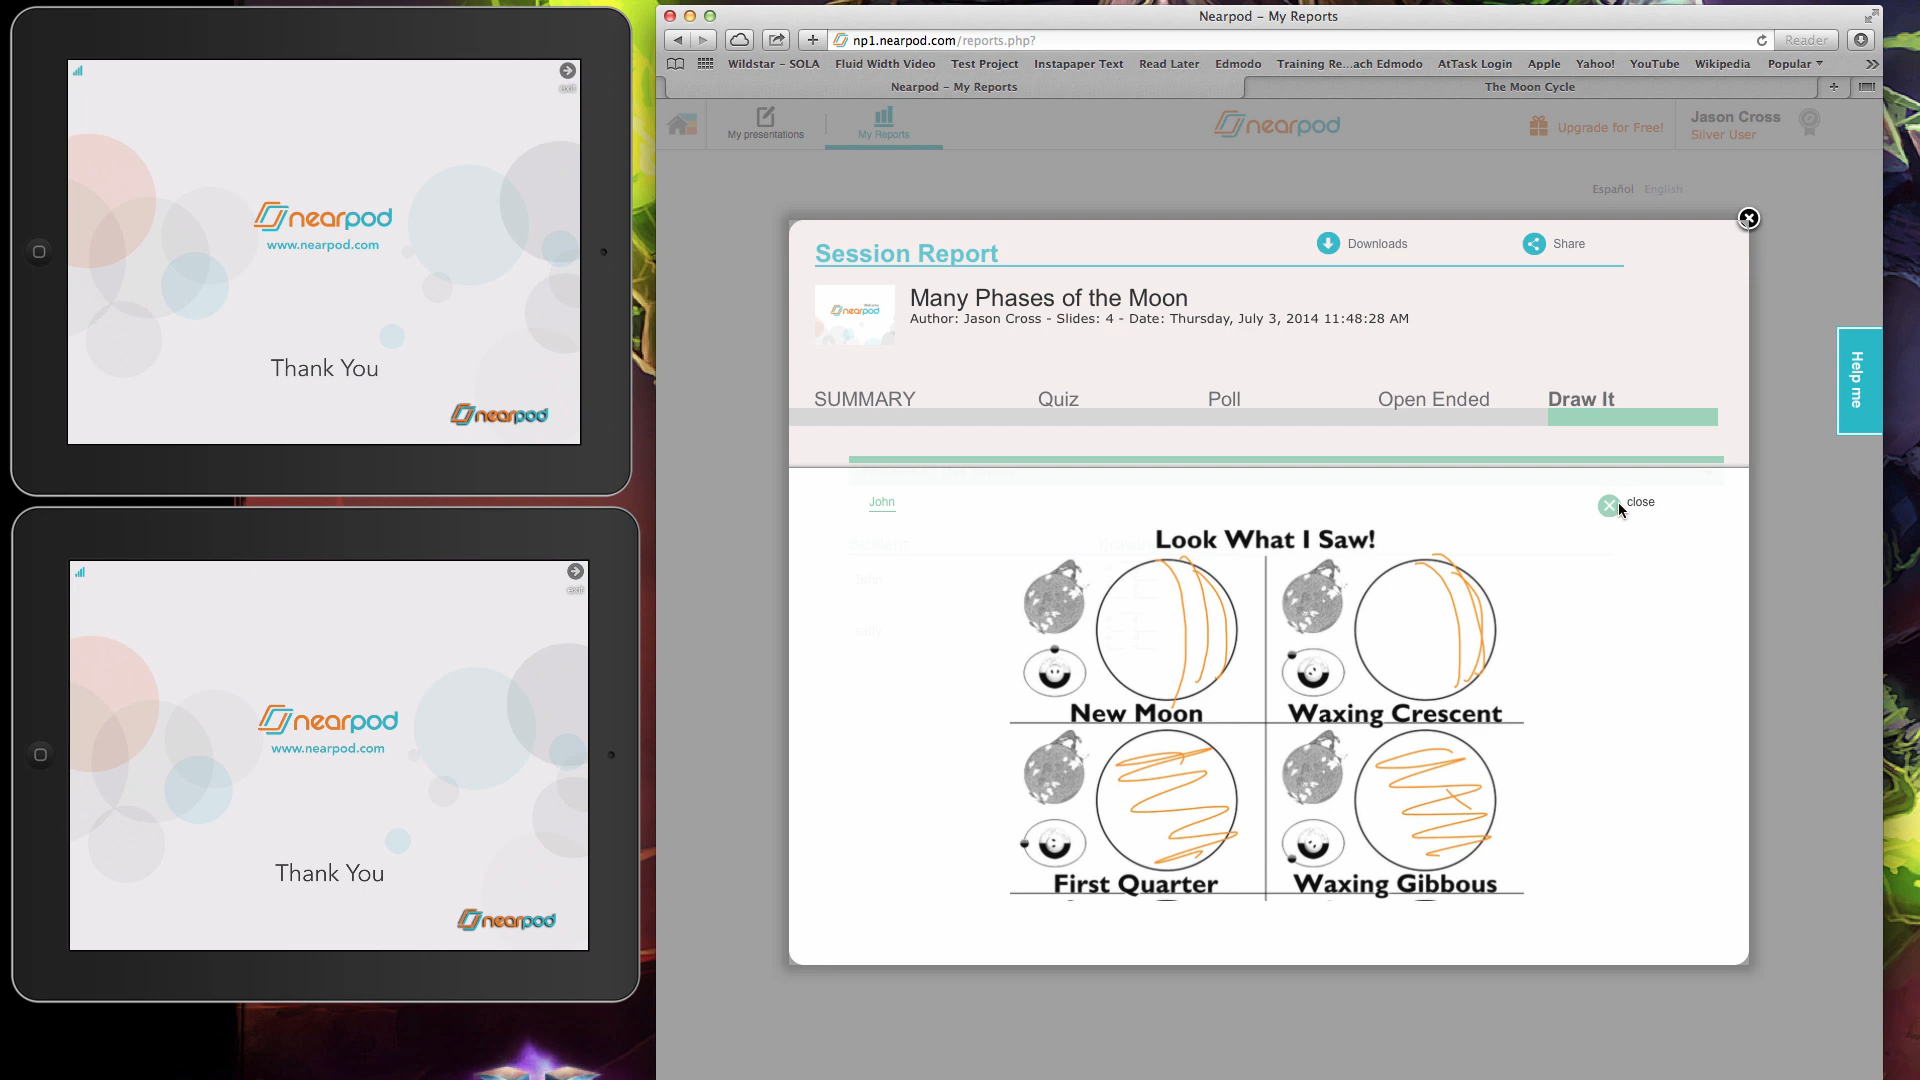 exit
nearpod
www.nearpod.com
Thank You
nearpod
exit
nearpod
www.nearpod.com
Thank You
nearpod
Nearpod – My Reports
np1.nearpod.com/reports.php?
Reader
Wildstar – SOLA Fluid Width Video Test Project Instapaper Text Read Later Edmodo Training Re...ach Edmodo AtTask Login Apple Yahoo! YouTube Wikipedia Popular
Nearpod – My Reports The Moon Cycle
My presentations My Reports nearpod Upgrade for Free! Jason Cross
Silver User
Español English
Session Report Downloads Share
nearpod
Many Phases of the Moon
Author: Jason Cross - Slides: 4 - Date: Thursday, July 3, 2014 11:48:28 AM
Help me
SUMMARY Quiz Poll Open Ended Draw It
John close
Look What I Saw!
John
sally
New Moon Waxing Crescent
First Quarter Waxing Gibbous